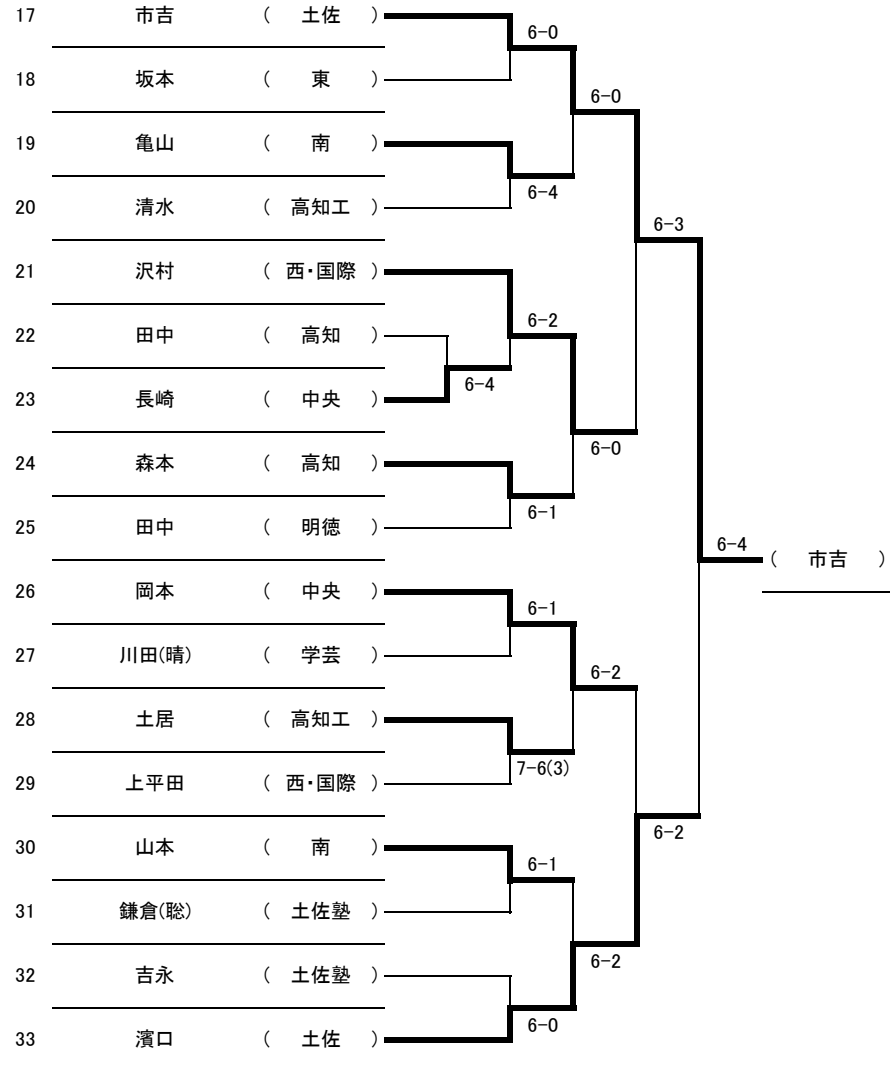 17 市吉 （ 土佐 ）
6-0
18 坂本 （ 東 ）
6-0
19 亀山 （ 南 ）
6-4
20 清水 （ 高知工 ）
6-3
21 沢村 （ 西・国際 ）
6-2
22 田中 （ 高知 ）
6-4
23 長崎 （ 中央 ）
6-0
24 森本 （ 高知 ）
6-1
25 田中 （ 明徳 ）
6-4
（ 市吉 ）
26 岡本 （ 中央 ）
6-1
27 川田(晴) （ 学芸 ）
6-2
28 土居 （ 高知工 ）
7-6(3)
29 上平田 （ 西・国際 ）
6-2
30 山本 （ 南 ）
6-1
31 鎌倉(聡) （ 土佐塾 ）
6-2
32 吉永 （ 土佐塾 ）
6-0
33 濱口 （ 土佐 ）